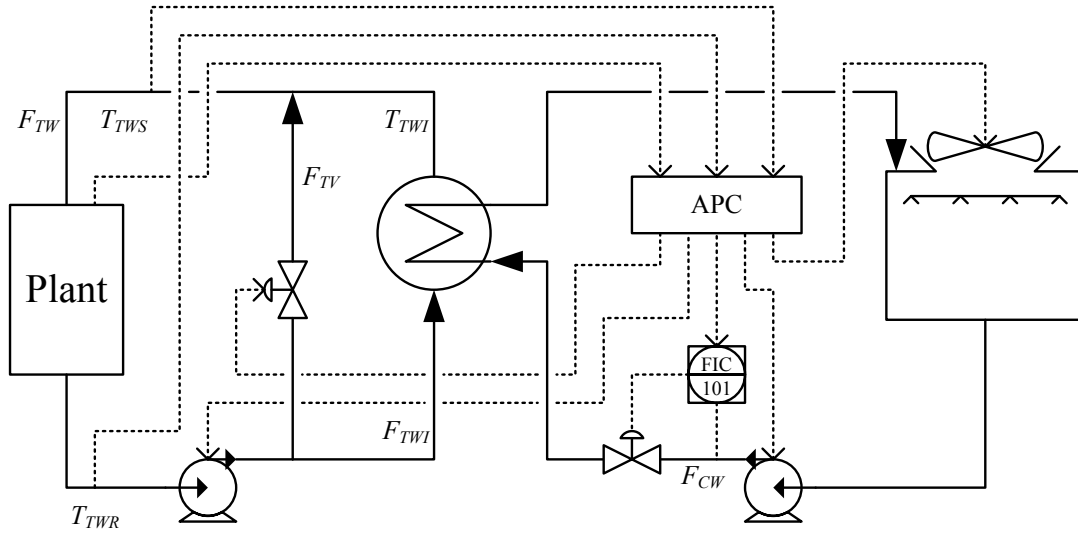 F_TW
T_TWS
T_TWI
F_TV
APC
Plant
FIC
101
F_TWI
F_CW
T_TWR